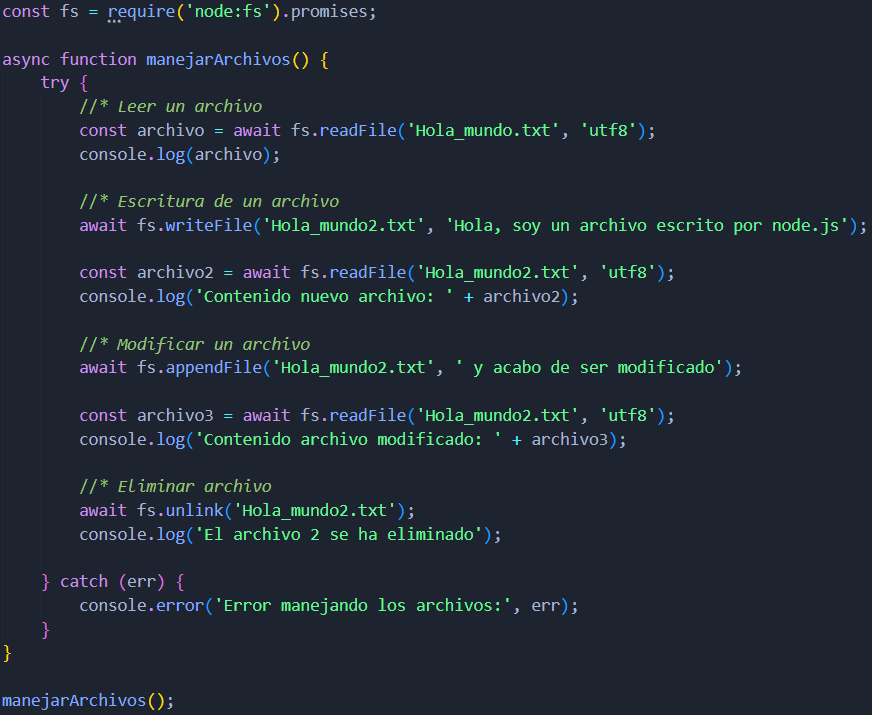 const fs = require('node:fs').promises;
async function manejarArchivos() {
try {
//* Leer un archivo
const archivo = await fs.readFile('Hola_mundo.txt', 'utf8');
console.log(archivo);
//* Escritura de un archivo
await fs.writeFile('Hola_mundo2.txt', 'Hola, soy un archivo escrito por node.js');
const archivo2 = await fs.readFile('Hola_mundo2.txt', 'utf8');
console.log('Contenido nuevo archivo: ' + archivo2);
//* Modificar un archivo
await fs.appendFile('Hola_mundo2.txt', ' y acabo de ser modificado');
const archivo3 = await fs.readFile('Hola_mundo2.txt', 'utf8');
console.log('Contenido archivo modificado: ' + archivo3);
//* Eliminar archivo
await fs.unlink('Hola_mundo2.txt');
console.log('El archivo 2 se ha eliminado');
} catch (err) {
console.error('Error manejando los archivos:', err);
}
}
manejarArchivos();